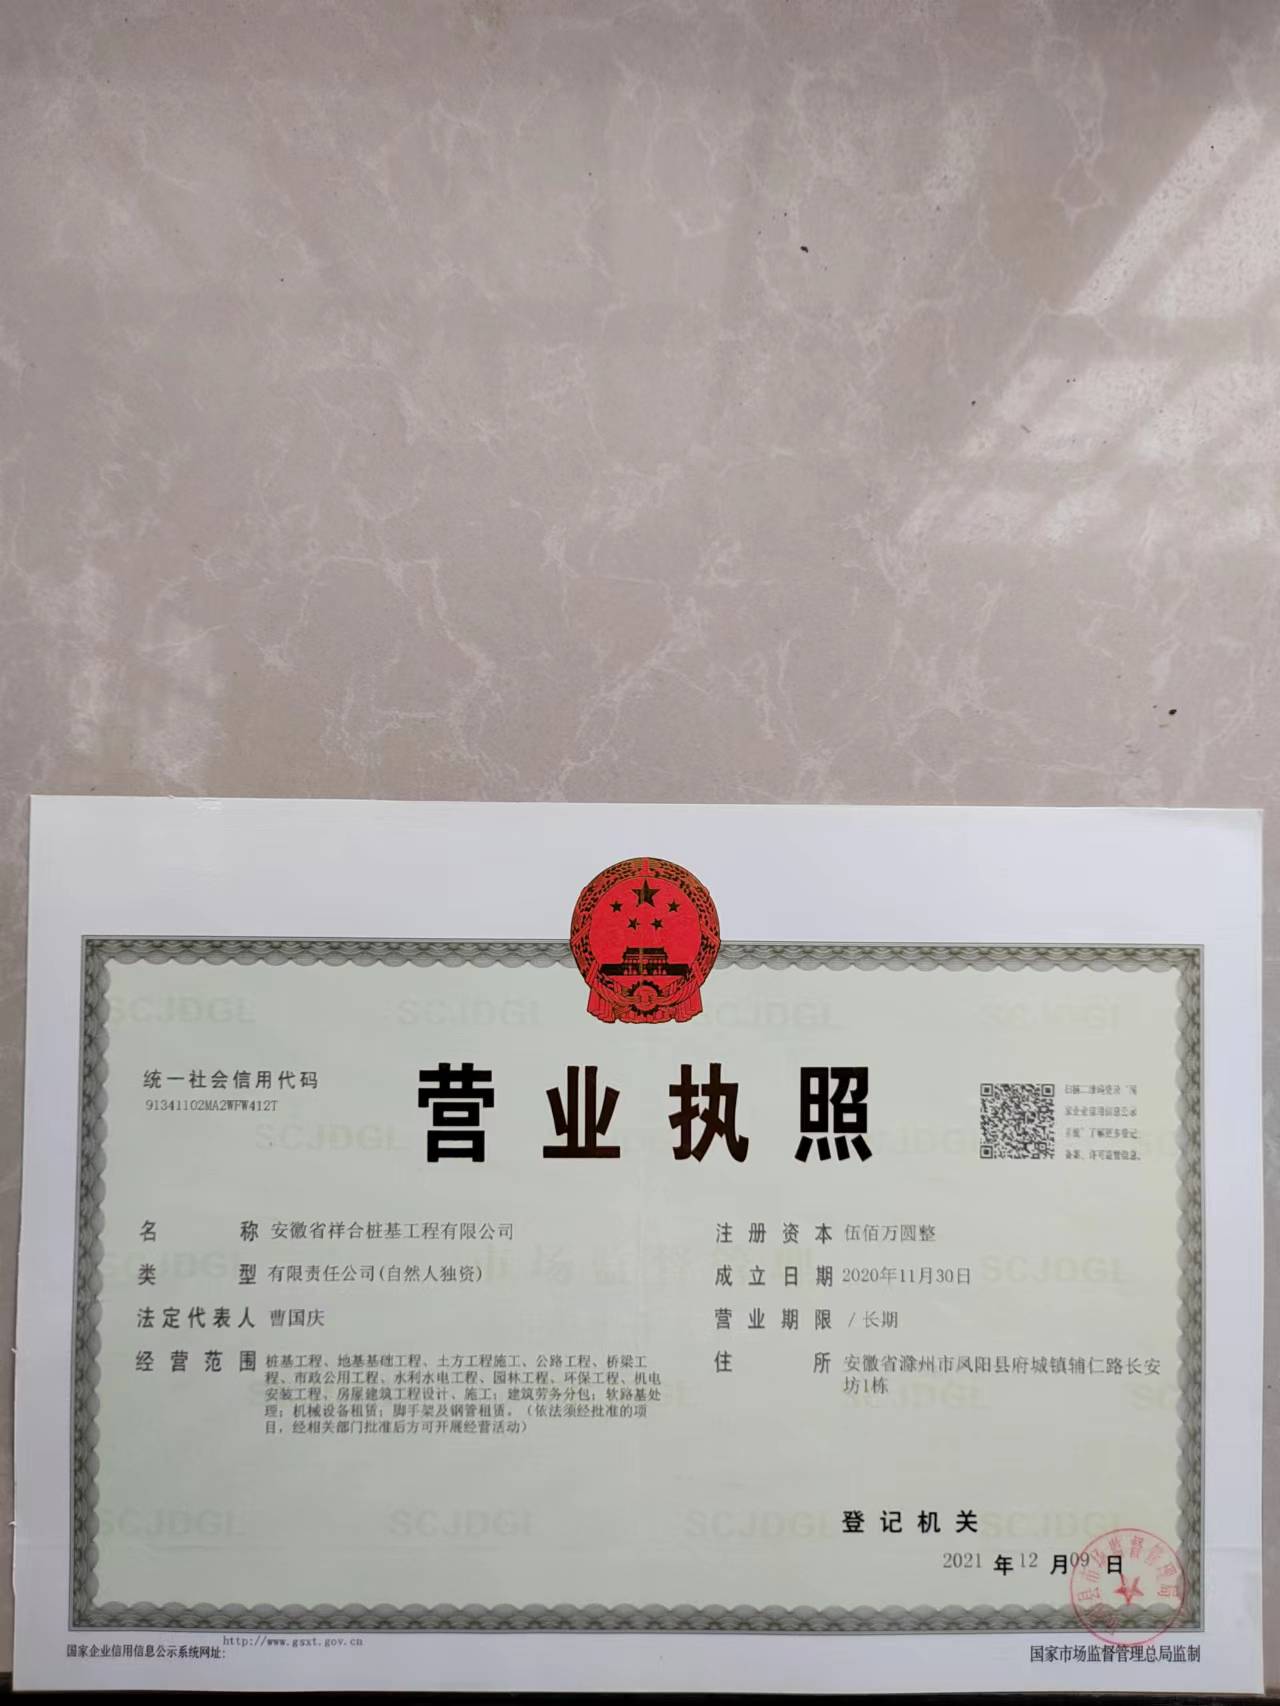 统一社会信用代码
91341102MA2WFW412T
营业执照
扫描二维码登录“国
家企业信用信息公示
系统”了解更多登记、
备案、许可监管信息。
名称 安徽省祥合桩基工程有限公司
类型 有限责任公司(自然人独资)
法定代表人 曹国庆
经营范围 桩基工程、地基基础工程、土方工程施工、公路工程、桥梁工
程、市政公用工程、水利水电工程、园林工程、环保工程、机电
安装工程、房屋建筑工程设计、施工；建筑劳务分包；软路基处
理；机械设备租赁；脚手架及钢管租赁。（依法须经批准的项
目，经相关部门批准后方可开展经营活动）
注册资本 伍佰万圆整
成立日期 2020年11月30日
营业期限 / 长期
住所 安徽省滁州市凤阳县府城镇辅仁路长安
坊1栋
登记机关
2021 年 12 月 09 日
县市场监督管理局
国家企业信用信息公示系统网址: http://www.gsxt.gov.cn
国家市场监督管理总局监制
SCJDGL
市场监督管理